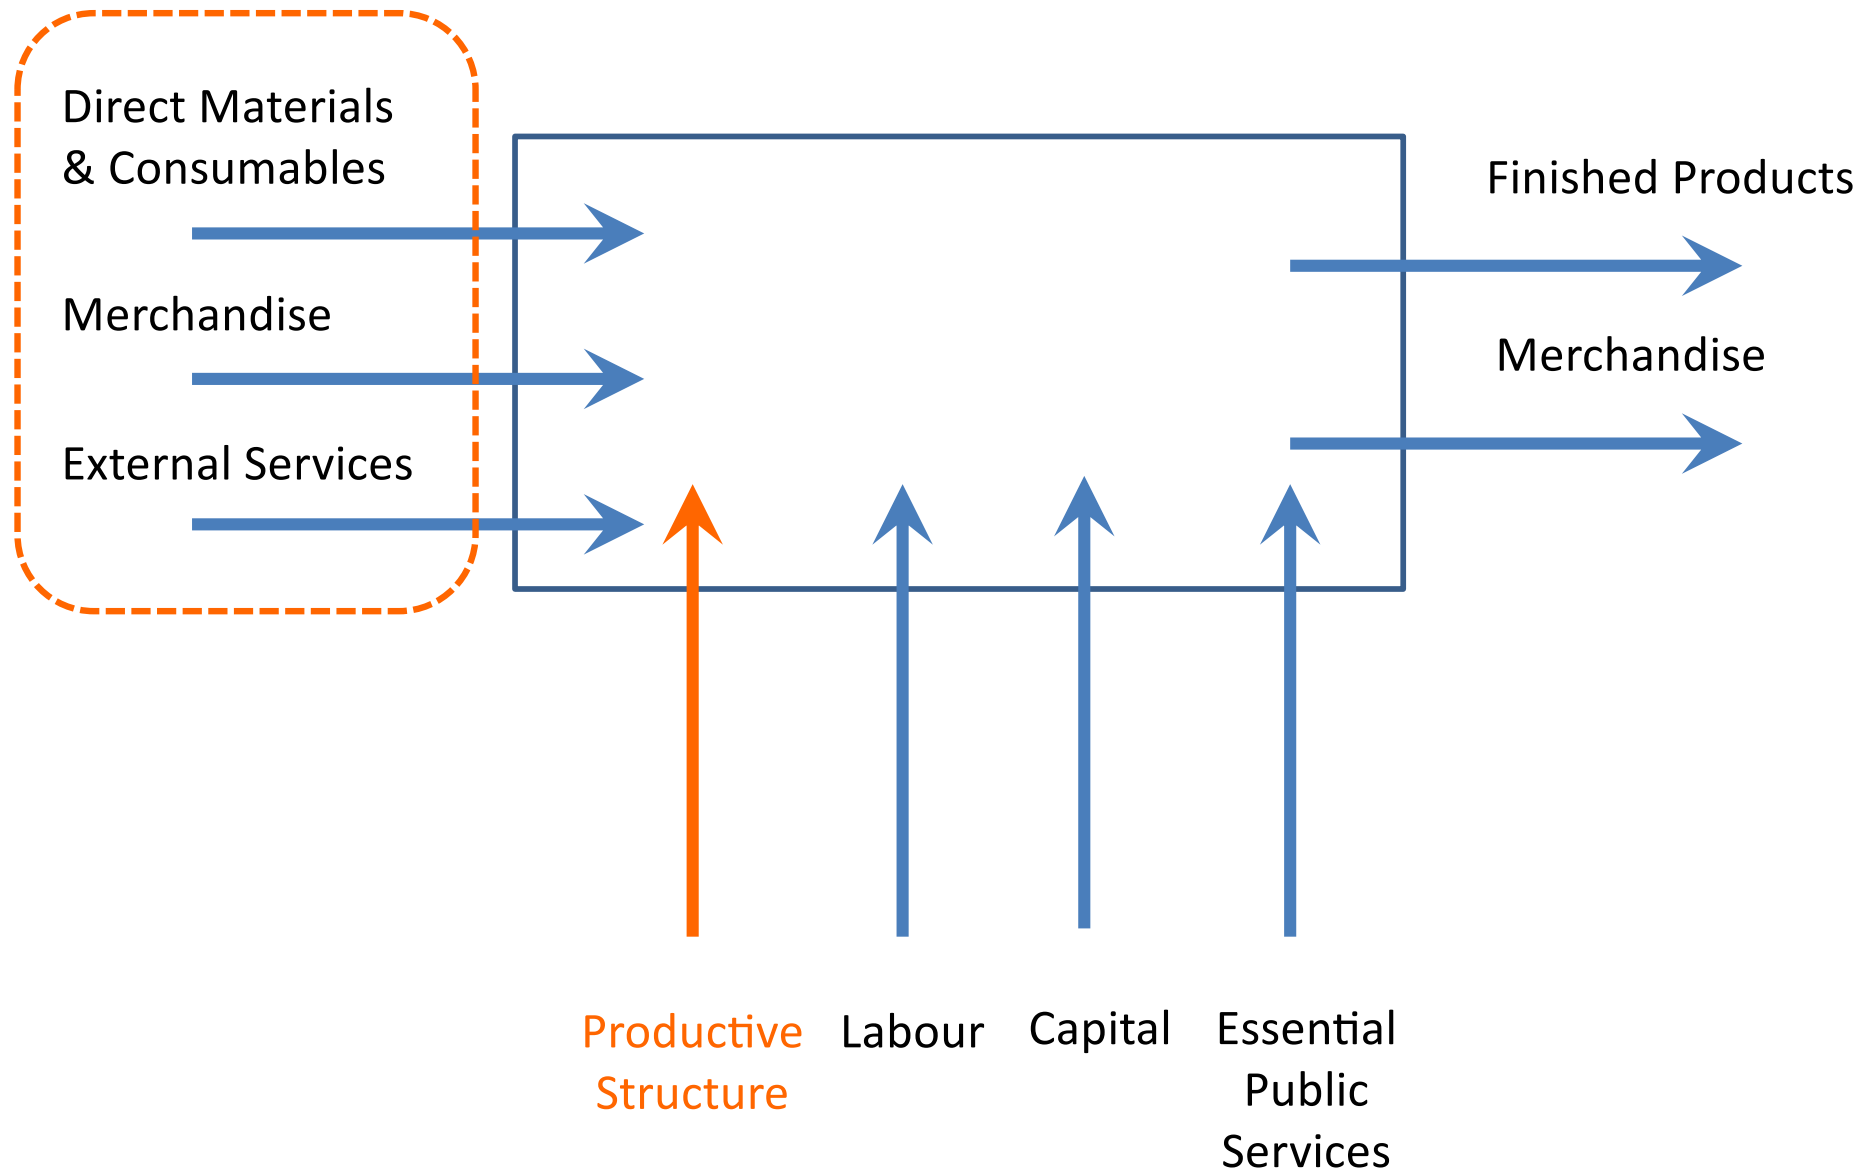 Direct Materials
& Consumables
Merchandise
External Services
Finished Products
Merchandise
Productive
Structure
Labour
Capital
Essential
Public
Services